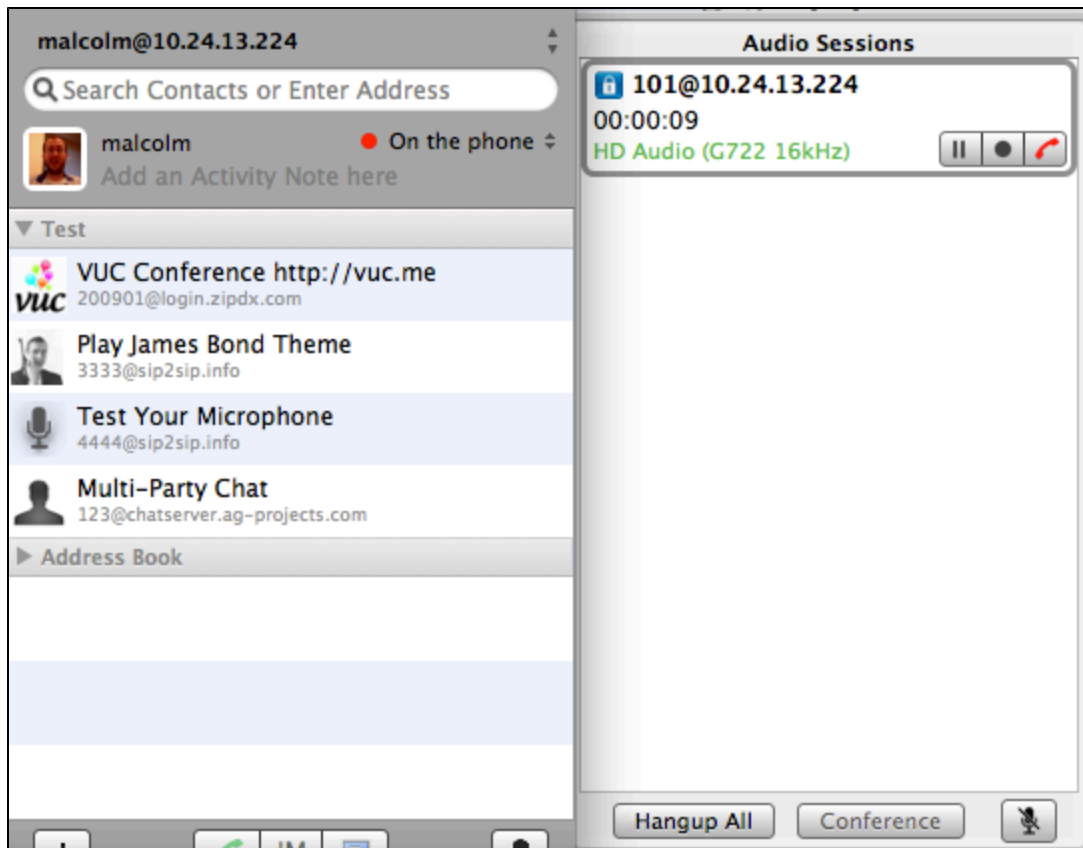 malcolm@10.24.13.224
Search Contacts or Enter Address
malcolm
On the phone
Add an Activity Note here
Test
VUC Conference http://vuc.me
200901@login.zipdx.com
vuc
Play James Bond Theme
3333@sip2sip.info
Test Your Microphone
4444@sip2sip.info
Multi-Party Chat
123@chatserver.ag-projects.com
Address Book
IM
Audio Sessions
101@10.24.13.224
00:00:09
HD Audio (G722 16kHz)
Hangup All
Conference